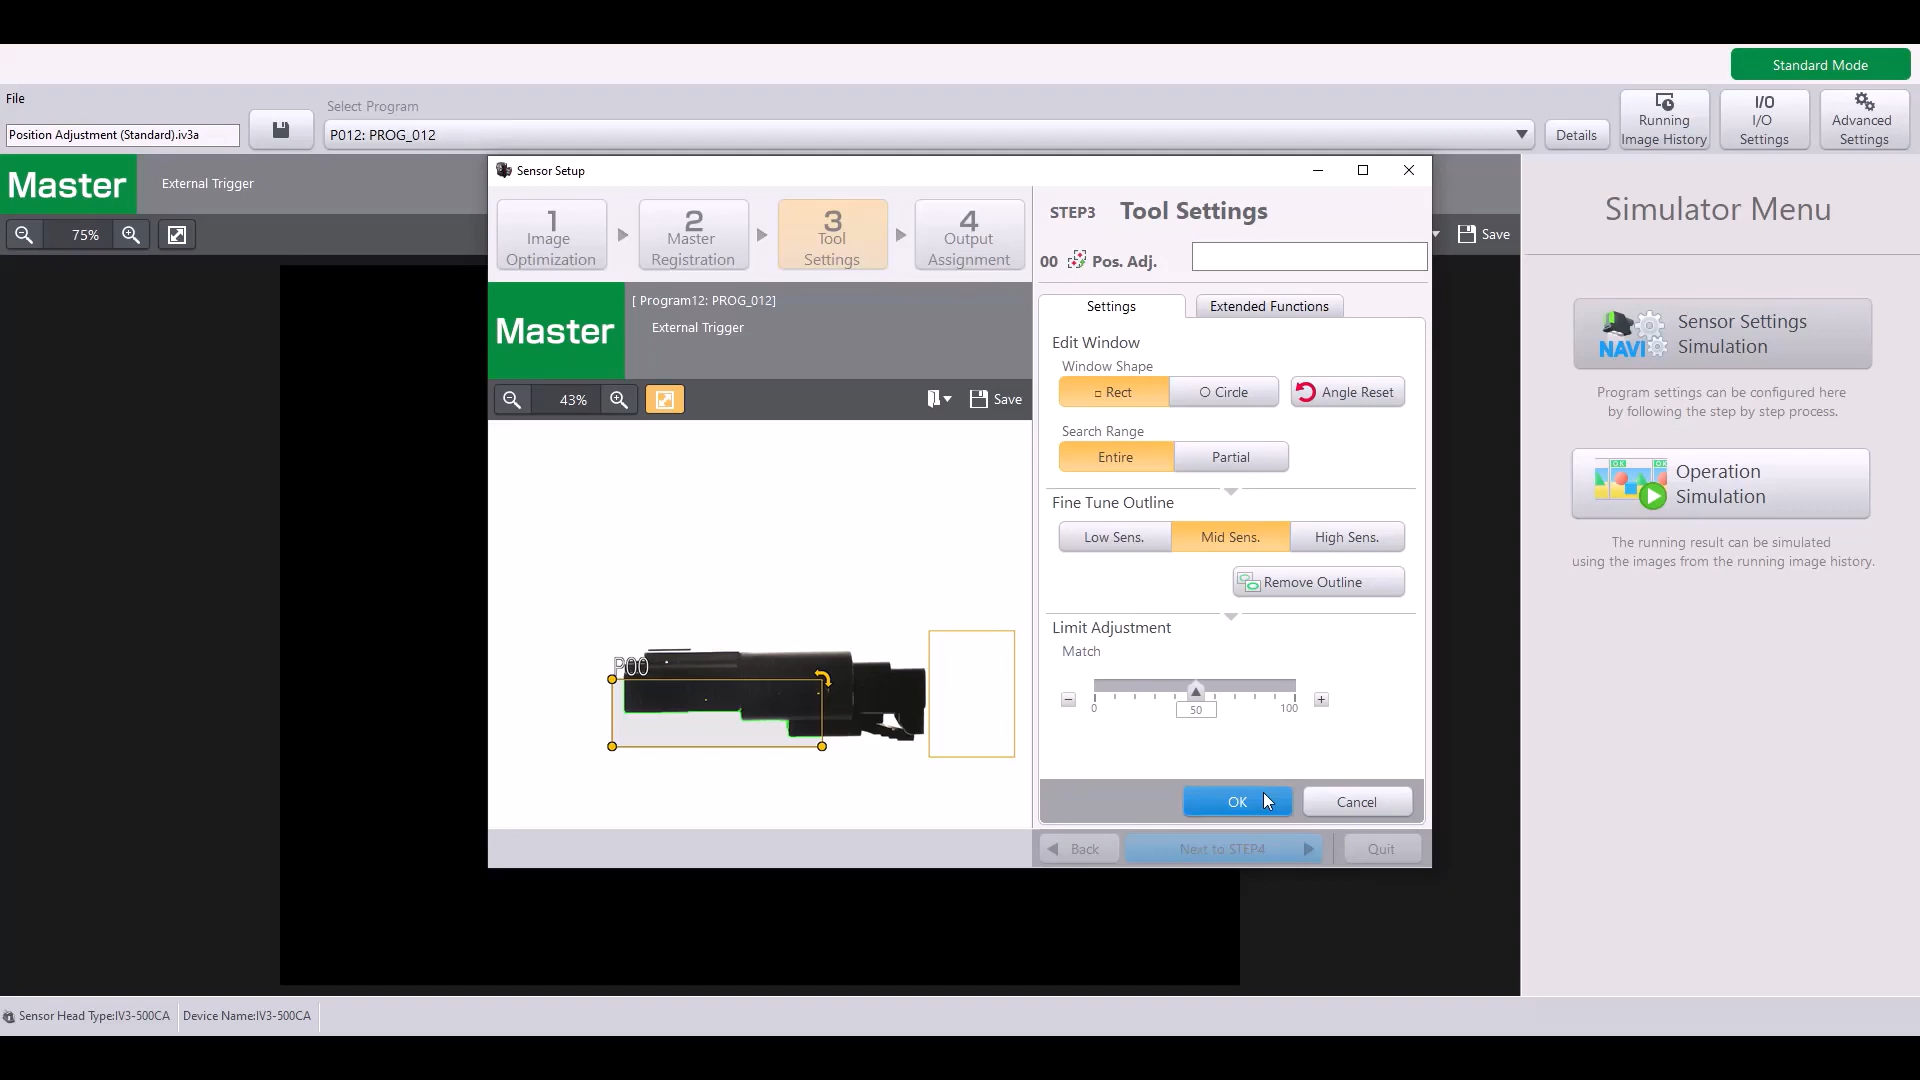 Standard Mode
File
Position Adjustment (Standard).iv3a
Select Program
P012: PROG_012
Details
Running
Image History
I/O
I/O
Settings
Advanced
Settings
Master
External Trigger
75%
Save
Sensor Setup
1
Image
Optimization
2
Master
Registration
3
Tool
Settings
4
Output
Assignment
Master
[ Program12: PROG_012]
External Trigger
43%
Save
P00
STEP3 Tool Settings
00 Pos. Adj.
Settings
Extended Functions
Edit Window
Window Shape
Rect
Circle
Angle Reset
Search Range
Entire
Partial
Fine Tune Outline
Low Sens.
Mid Sens.
High Sens.
Remove Outline
Limit Adjustment
Match
0
50
100
OK
Cancel
Back
Next to STEP4
Quit
Simulator Menu
NAVI
Sensor Settings
Simulation
Program settings can be configured here
by following the step by step process.
OK
OK
Operation
Simulation
The running result can be simulated
using the images from the running image history.
Sensor Head Type:IV3-500CA
Device Name:IV3-500CA